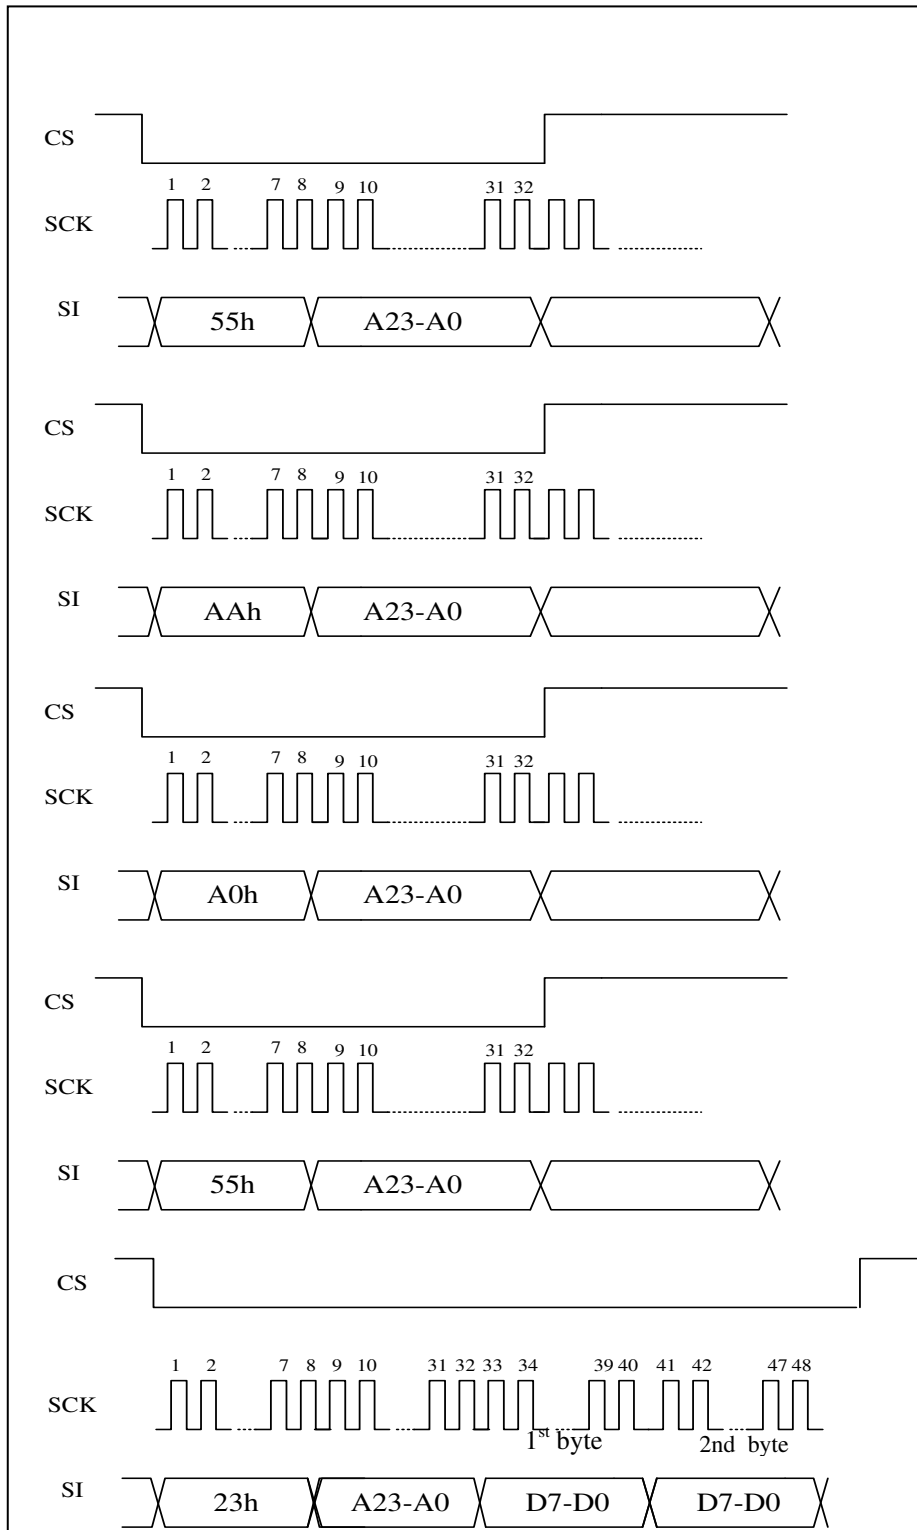 CS
1 2 7 8 9 10 31 32
SCK
SI 55h A23-A0
CS
1 2 7 8 9 10 31 32
SCK
SI AAh A23-A0
CS
1 2 7 8 9 10 31 32
SCK
SI A0h A23-A0
CS
1 2 7 8 9 10 31 32
SCK
SI 55h A23-A0
CS
1 2 7 8 9 10 31 32 33 34 39 40 41 42 47 48
SCK
1st byte 2nd byte
SI 23h A23-A0 D7-D0 D7-D0